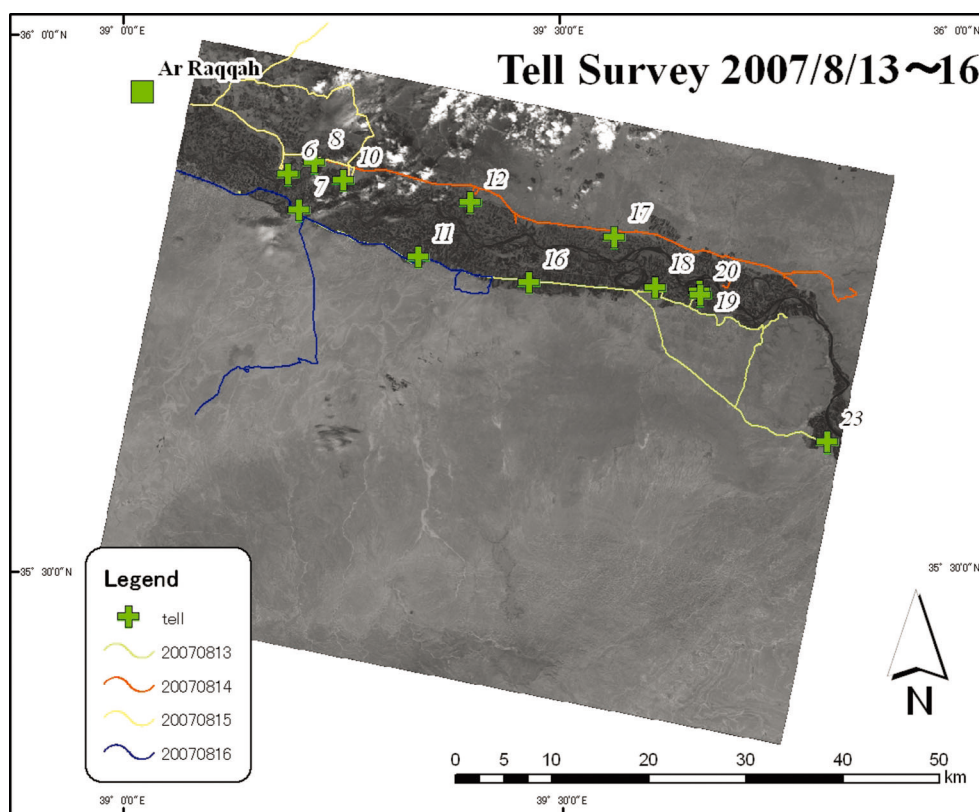 39°0'0"E
39°30'0"E
36°0'0"N
36°0'0"N
Tell Survey 2007/8/13～16
Ar Raqqah
8
6
10
7
12
17
11
16
18
20
19
23
35°30'0"N
35°30'0"N
Legend
tell
20070813
20070814
20070815
20070816
N
0 5 10 20 30 40 50
km
39°0'0"E
39°30'0"E